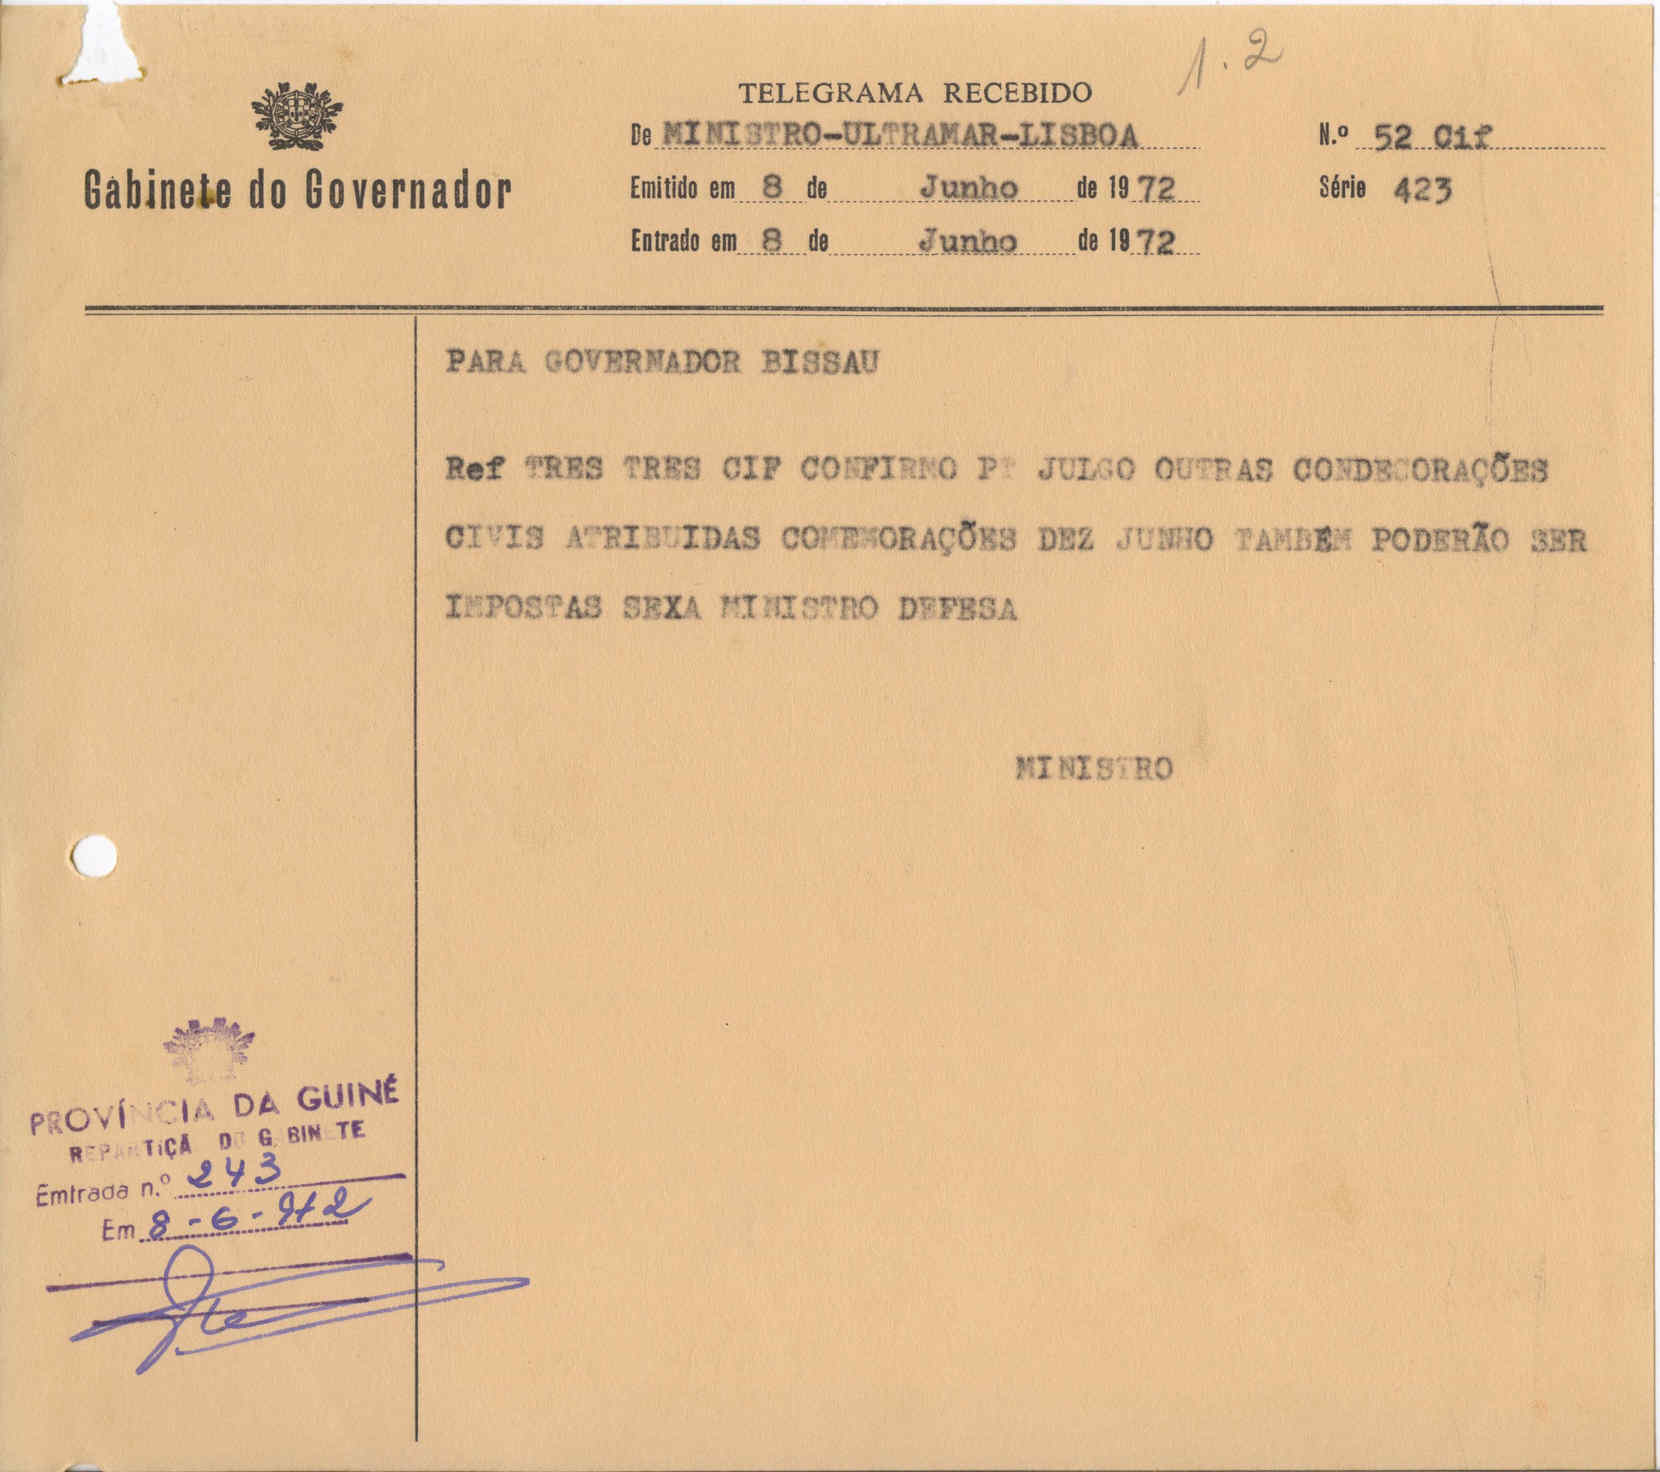 1.2
TELEGRAMA RECEBIDO
De MINISTRO-ULTRAMAR-LISBOA
N.º 52 Cif
Gabinete do Governador
Emitido em 8 de Junho de 1972
Série 423
Entrado em 8 de Junho de 1972
PARA GOVERNADOR BISSAU
Ref TRES TRES CIF CONFIRMO PT JULGO OUTRAS CONDECORAÇÕES
CIVIS ATRIBUIDAS COMEMORAÇÕES DEZ JUNHO TAMBÉM PODERÃO SER
IMPOSTAS SEXA MINISTRO DEFESA
MINISTRO
PROVÍNCIA DA GUINÉ
REPARTIÇÃ DO GABINETE
Entrada n.º 243
Em 8-6-972